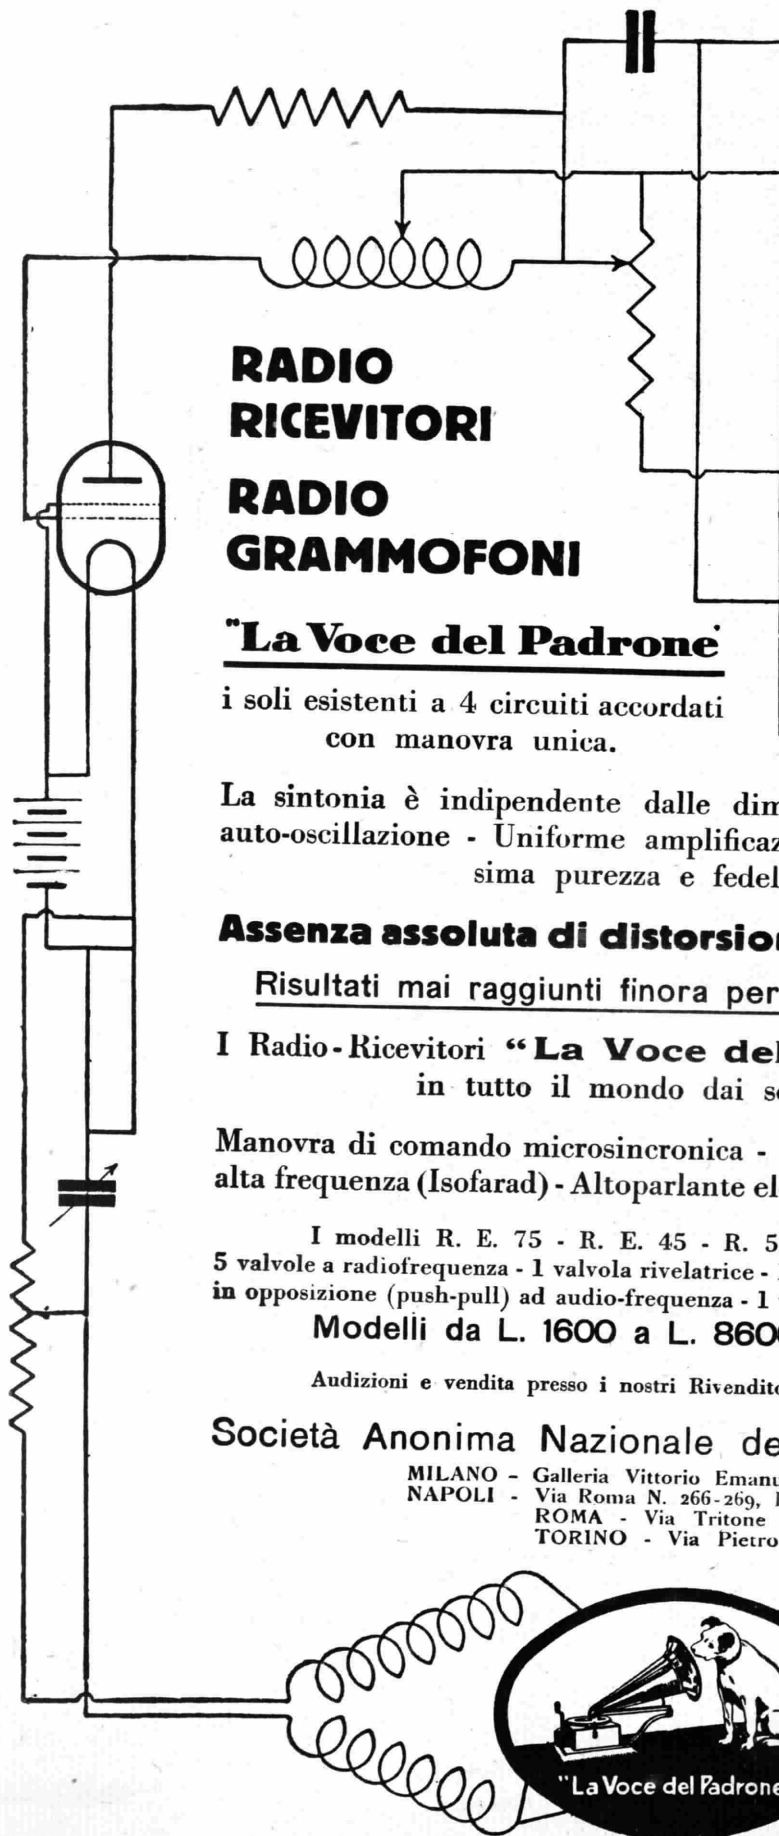 RADIO
RICEVITORI
RADIO
GRAMMOFONI
"La Voce del Padrone"
i soli esistenti a 4 circuiti accordati
con manovra unica.
La sintonia è indipendente dalle dim
auto-oscillazione - Uniforme amplificaz
sima purezza e fedel
Assenza assoluta di distorsion
Risultati mai raggiunti finora per
I Radio-Ricevitori “La Voce del
in tutto il mondo dai s
Manovra di comando microsincronica -
alta frequenza (Isofarad) - Altoparlante el
I modelli R. E. 75 - R. E. 45 - R. 5
5 valvole a radiofrequenza - 1 valvola rivelatrice -
in opposizione (push-pull) ad audio-frequenza - 1
Modelli da L. 1600 a L. 8600
Audizioni e vendita presso i nostri Rivendito
Società Anonima Nazionale de
MILANO - Galleria Vittorio Emanu
NAPOLI - Via Roma N. 266-269,
ROMA - Via Tritone
TORINO - Via Pietro
"La Voce del Padrone